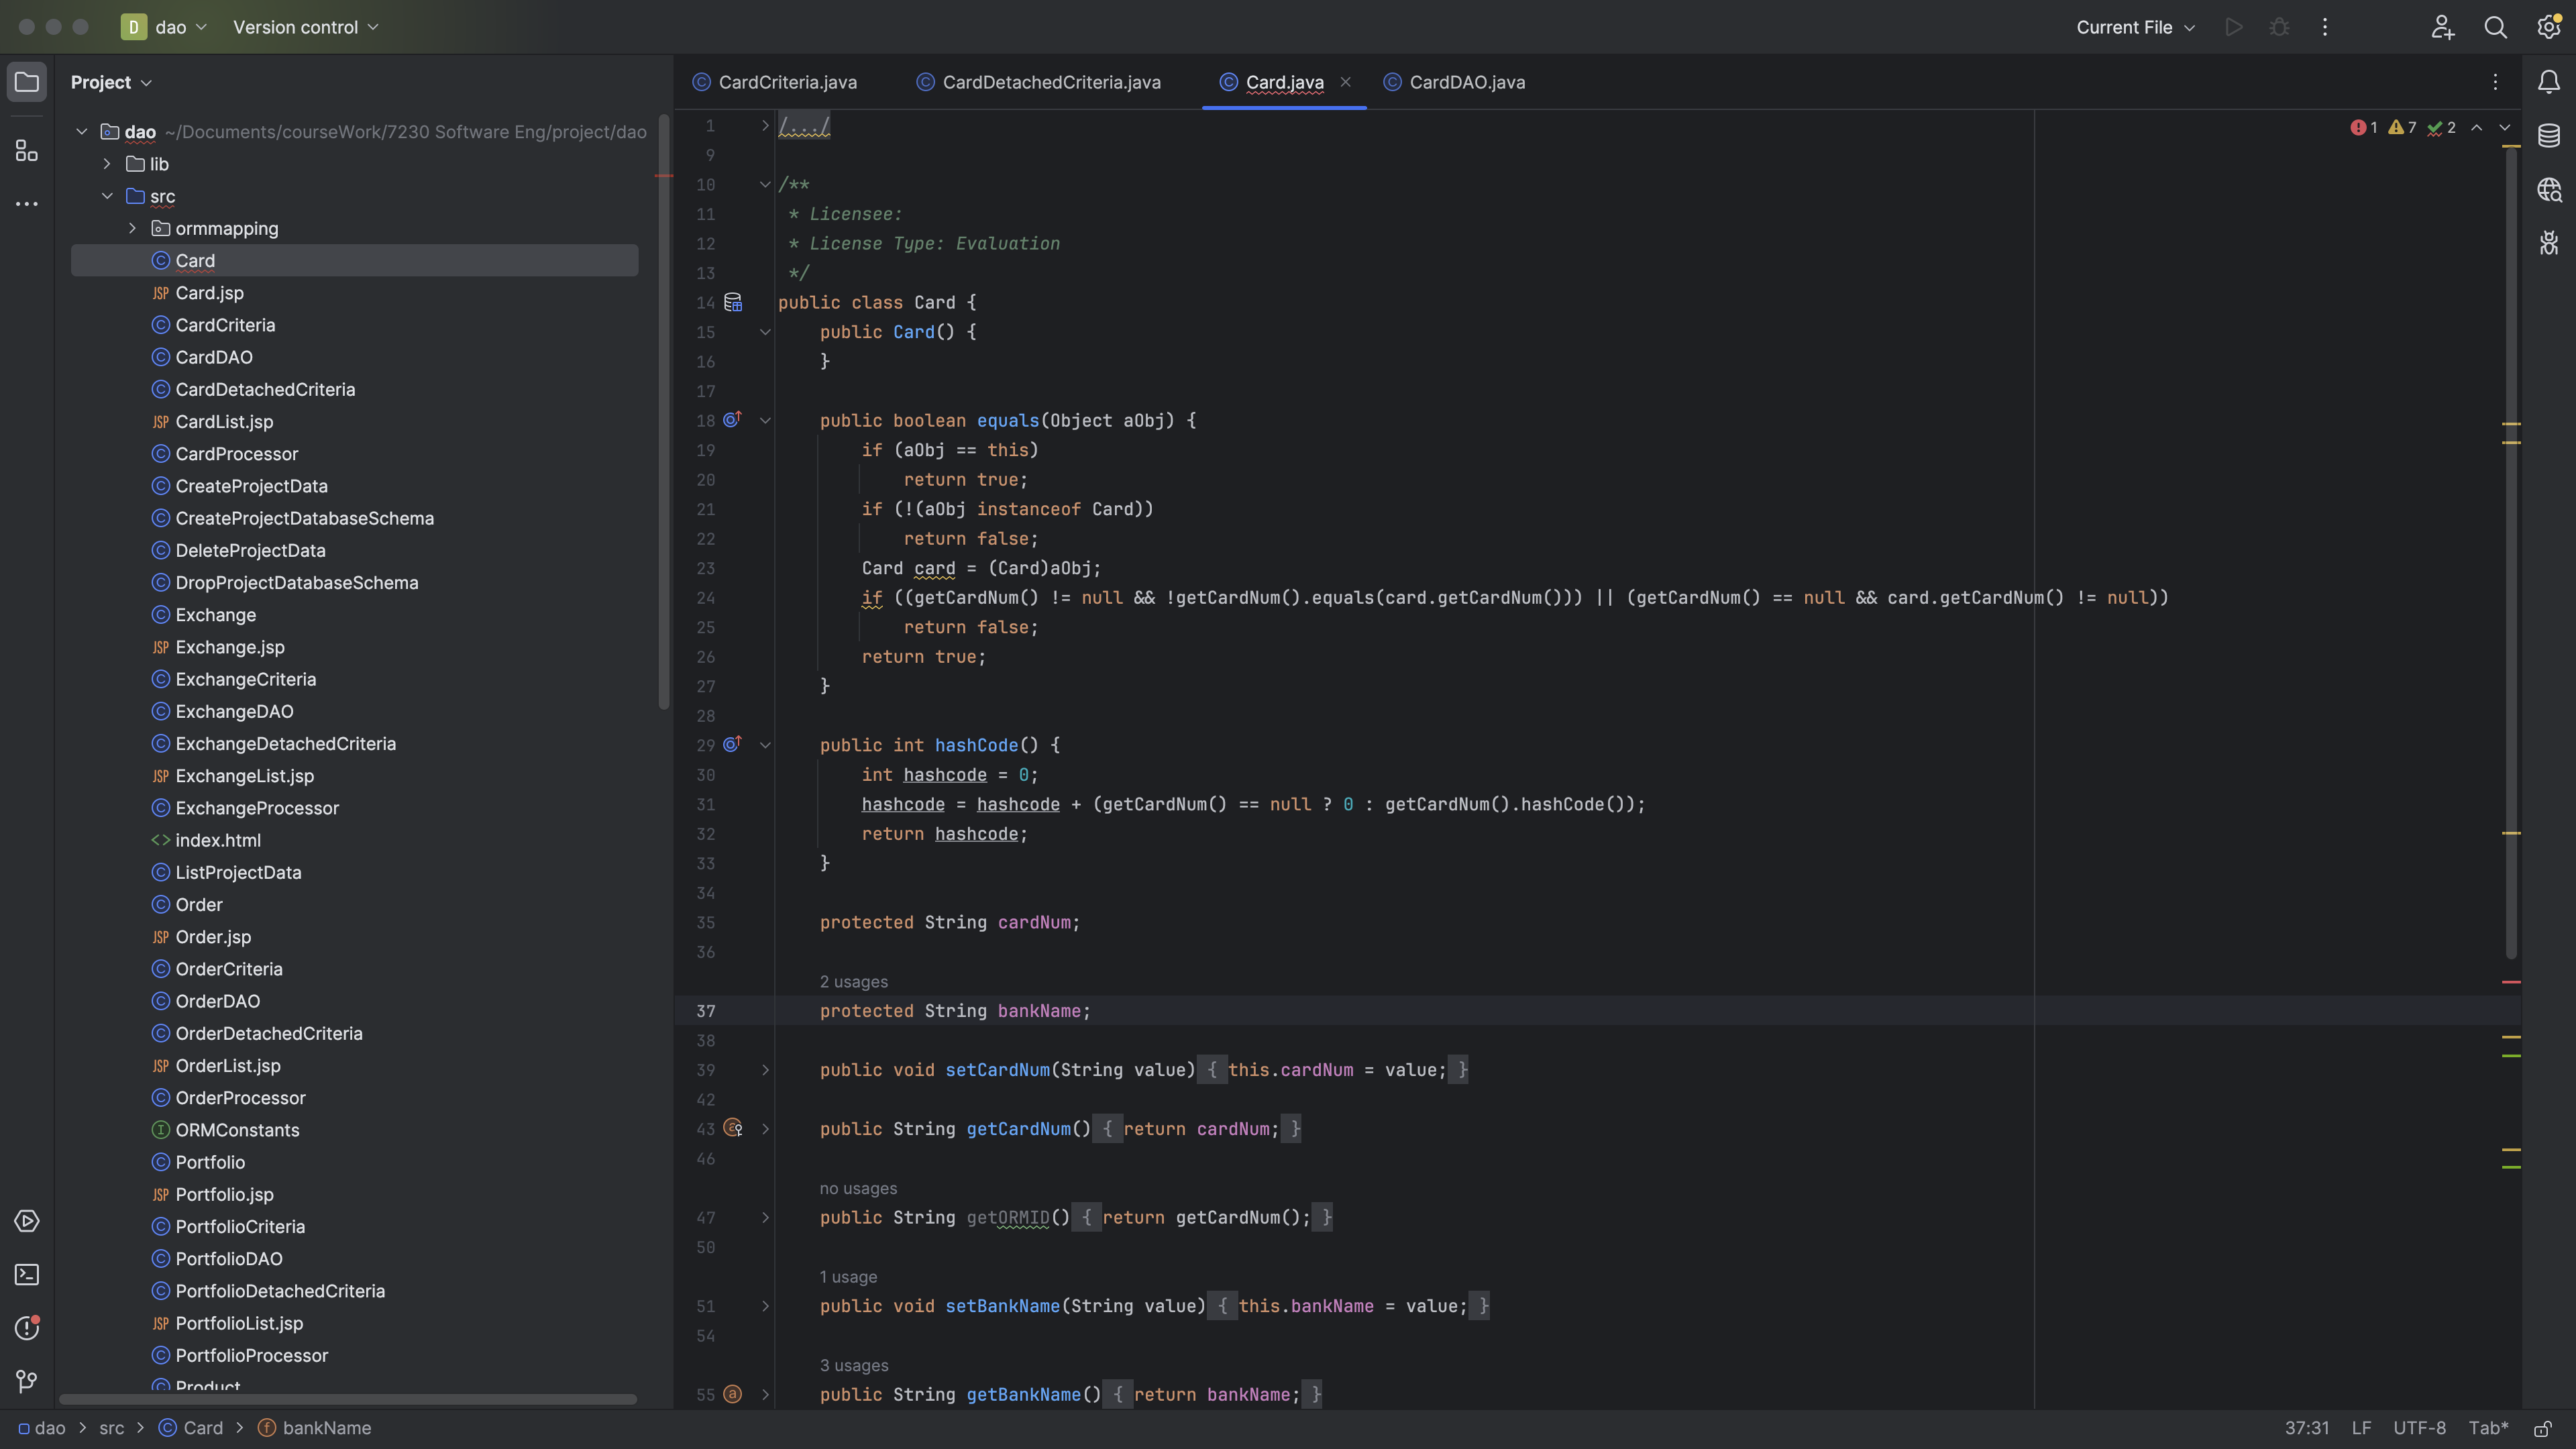 D dao Version control Current File
Project
CardCriteria.java CardDetachedCriteria.java Card.java CardDAO.java
dao ~/Documents/courseWork/7230 Software Eng/project/dao
lib
src
ormmapping
Card
JSP Card.jsp
CardCriteria
CardDAO
CardDetachedCriteria
JSP CardList.jsp
CardProcessor
CreateProjectData
CreateProjectDatabaseSchema
DeleteProjectData
DropProjectDatabaseSchema
Exchange
JSP Exchange.jsp
ExchangeCriteria
ExchangeDAO
ExchangeDetachedCriteria
JSP ExchangeList.jsp
ExchangeProcessor
<> index.html
ListProjectData
Order
JSP Order.jsp
OrderCriteria
OrderDAO
OrderDetachedCriteria
JSP OrderList.jsp
OrderProcessor
ORMConstants
Portfolio
JSP Portfolio.jsp
PortfolioCriteria
PortfolioDAO
PortfolioDetachedCriteria
JSP PortfolioList.jsp
PortfolioProcessor
Product
1 /.../
1 7 2
9
10 /**
11 * Licensee:
12 * License Type: Evaluation
13 */
14 public class Card {
15 public Card() {
16 }
17
18 public boolean equals(Object aObj) {
19 if (aObj == this)
20 return true;
21 if (!(aObj instanceof Card))
22 return false;
23 Card card = (Card)aObj;
24 if ((getCardNum() != null && !getCardNum().equals(card.getCardNum())) || (getCardNum() == null && card.getCardNum() != null))
25 return false;
26 return true;
27 }
28
29 public int hashCode() {
30 int hashcode = 0;
31 hashcode = hashcode + (getCardNum() == null ? 0 : getCardNum().hashCode());
32 return hashcode;
33 }
34
35 protected String cardNum;
36
2 usages
37 protected String bankName;
38
39 public void setCardNum(String value) { this.cardNum = value; }
42
43 public String getCardNum() { return cardNum; }
46
no usages
47 public String getORMID() { return getCardNum(); }
50
1 usage
51 public void setBankName(String value) { this.bankName = value; }
54
3 usages
55 public String getBankName() { return bankName; }
dao > src > Card > bankName
37:31 LF UTF-8 Tab*